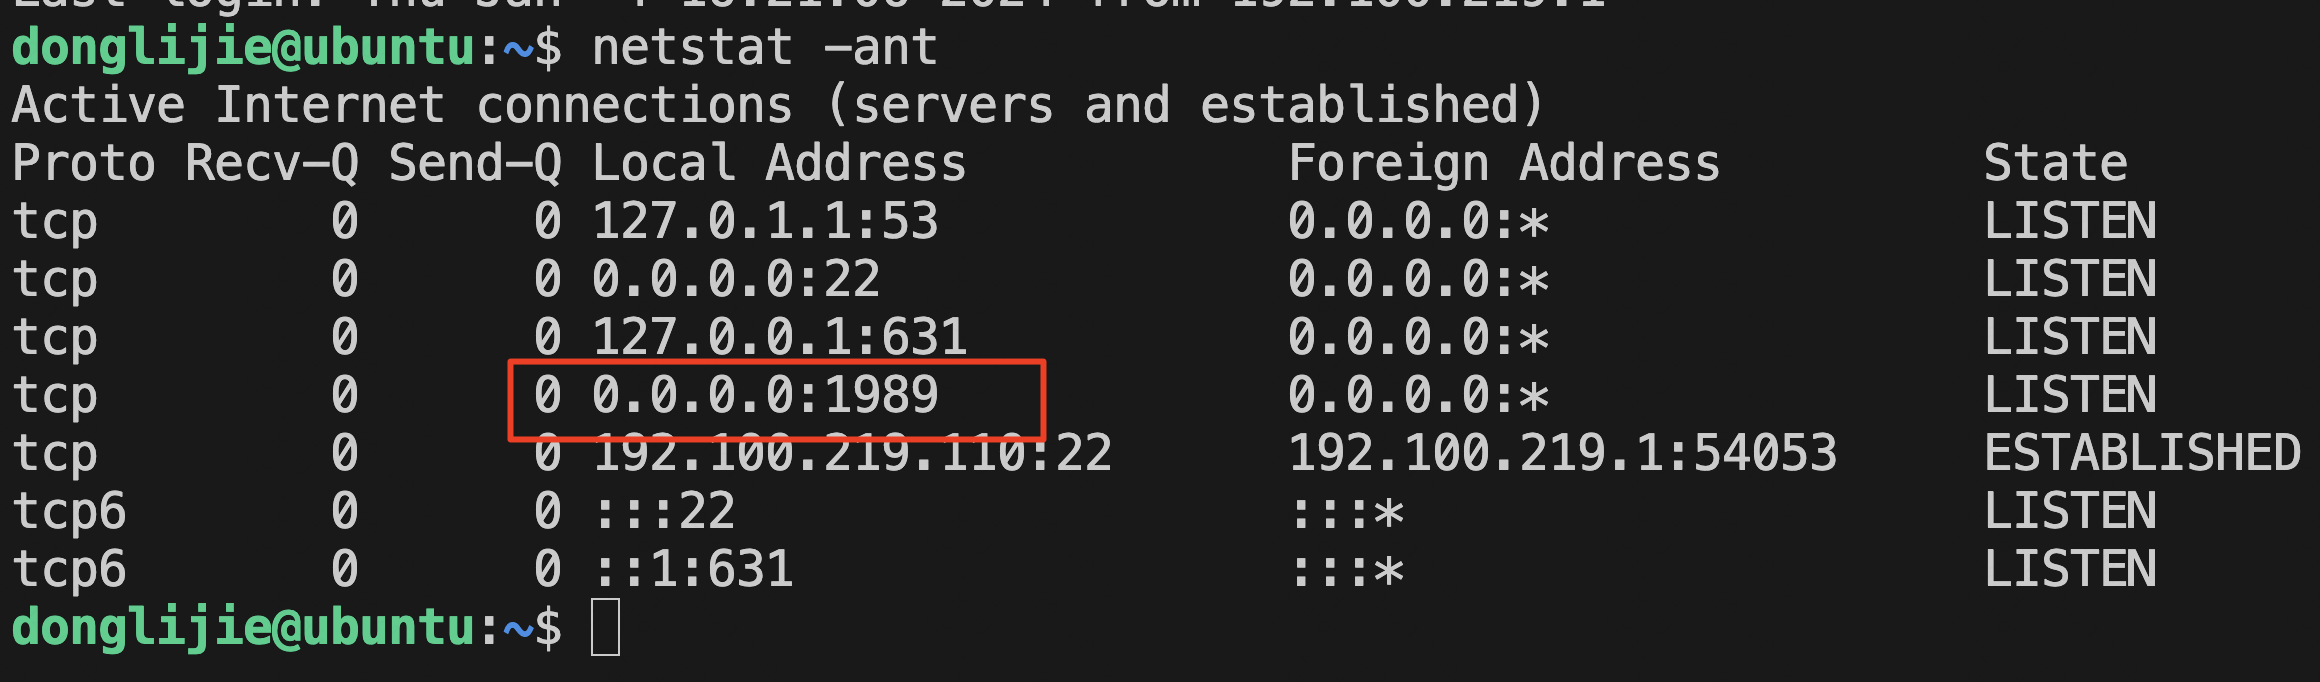 donglijie@ubuntu:~$ netstat -ant
Active Internet connections (servers and established)
Proto Recv-Q Send-Q Local Address           Foreign Address         State
tcp        0      0 127.0.1.1:53            0.0.0.0:*               LISTEN
tcp        0      0 0.0.0.0:22              0.0.0.0:*               LISTEN
tcp        0      0 127.0.0.1:631           0.0.0.0:*               LISTEN
tcp        0      0 0.0.0.0:1989            0.0.0.0:*               LISTEN
tcp        0      0 192.100.219.110:22      192.100.219.1:54053     ESTABLISHED
tcp6       0      0 :::22                   :::*                    LISTEN
tcp6       0      0 ::1:631                 :::*                    LISTEN
donglijie@ubuntu:~$